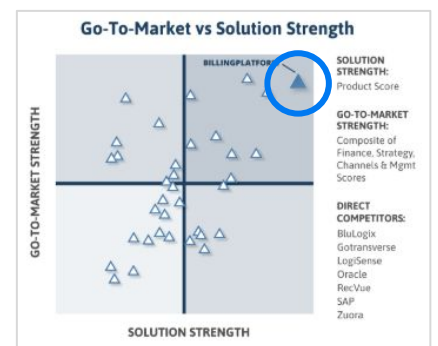 Go-To-Market vs Solution Strength
BILLINGPLATFORM
GO-TO-MARKET STRENGTH
SOLUTION STRENGTH
SOLUTION
STRENGTH:
Product Score
GO-TO-MARKET
STRENGTH:
Composite of
Finance, Strategy,
Channels & Mgmt
Scores
DIRECT
COMPETITORS:
BluLogix
Gotransverse
LogiSense
Oracle
RecVue
SAP
Zuora